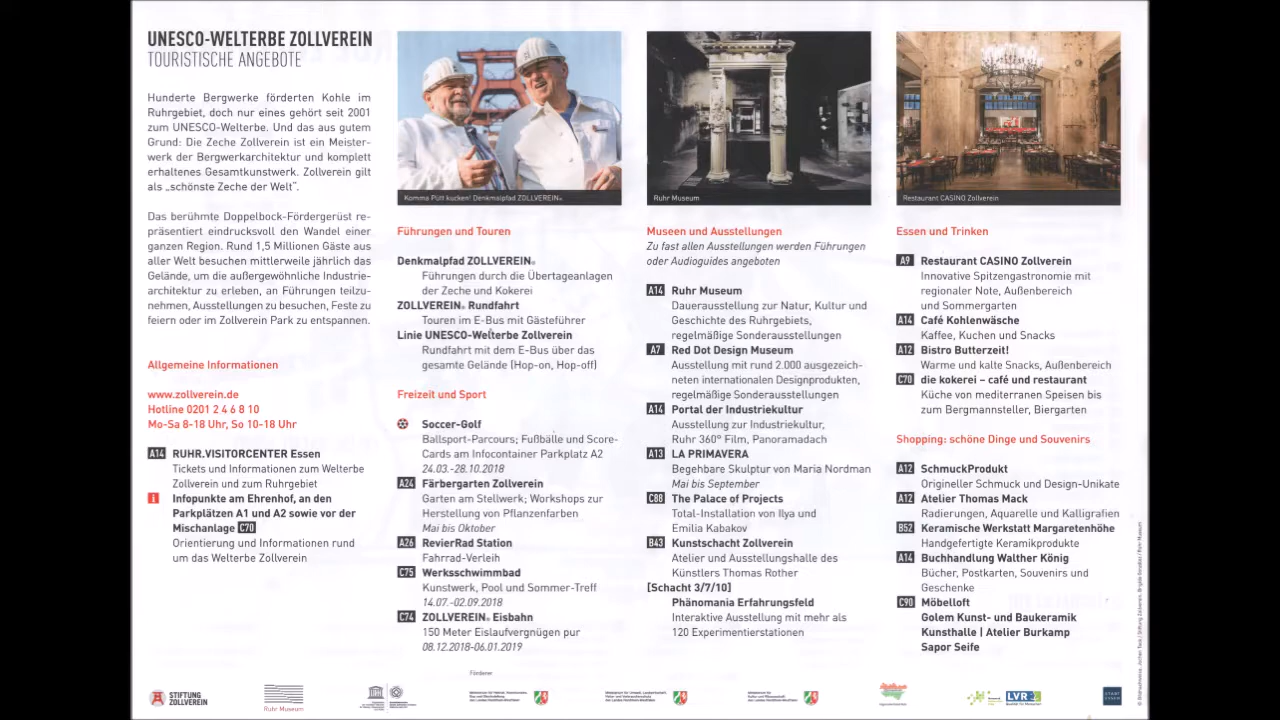 UNESCO-WELTERBE ZOLLVEREIN
TOURISTISCHE ANGEBOTE
Hunderte Bergwerke förderten Kohle im
Ruhrgebiet, doch nur eines gehört seit 2001
zum UNESCO-Welterbe. Und das aus gutem
Grund: Die Zeche Zollverein ist ein Meister-
werk der Bergwerkarchitektur und komplett
erhaltenes Gesamtkunstwerk. Zollverein gilt
als „schönste Zeche der Welt“.
Das berühmte Doppelbock-Fördergerüst re-
präsentiert eindrucksvoll den Wandel einer
ganzen Region. Rund 1,5 Millionen Gäste aus
aller Welt besuchen mittlerweile jährlich das
Gelände, um die außergewöhnliche Industrie-
architektur zu erleben, an Führungen teilzu-
nehmen, Ausstellungen zu besuchen, Feste zu
feiern oder im Zollverein Park zu entspannen.
Allgemeine Informationen
www.zollverein.de
Hotline 0201 2 4 6 8 10
Mo-Sa 8-18 Uhr, So 10-18 Uhr
A14 RUHR.VISITORCENTER Essen
Tickets und Informationen zum Welterbe
Zollverein und zum Ruhrgebiet
i Infopunkte am Ehrenhof, an den
Parkplätzen A1 und A2 sowie vor der
Mischanlage C70
Orientierung und Informationen rund
um das Welterbe Zollverein
Komma Pütt kucken! Denkmalpfad ZOLLVEREIN®
Führungen und Touren
Denkmalpfad ZOLLVEREIN®
Führungen durch die Übertageanlagen
der Zeche und Kokerei
ZOLLVEREIN® Rundfahrt
Touren im E-Bus mit Gästeführer
Linie UNESCO-Welterbe Zollverein
Rundfahrt mit dem E-Bus über das
gesamte Gelände (Hop-on, Hop-off)
Freizeit und Sport
Soccer-Golf
Ballsport-Parcours; Fußbälle und Score-
Cards am Infocontainer Parkplatz A2
24.03.-28.10.2018
A24 Färbergarten Zollverein
Garten am Stellwerk; Workshops zur
Herstellung von Pflanzenfarben
Mai bis Oktober
A26 RevierRad Station
Fahrrad-Verleih
C75 Werksschwimmbad
Kunstwerk, Pool und Sommer-Treff
14.07.-02.09.2018
C74 ZOLLVEREIN® Eisbahn
150 Meter Eislaufvergnügen pur
08.12.2018-06.01.2019
Ruhr Museum
Museen und Ausstellungen
Zu fast allen Ausstellungen werden Führungen
oder Audioguides angeboten
A14 Ruhr Museum
Dauerausstellung zur Natur, Kultur und
Geschichte des Ruhrgebiets,
regelmäßige Sonderausstellungen
A7 Red Dot Design Museum
Ausstellung mit rund 2.000 ausgezeich-
neten internationalen Designprodukten,
regelmäßige Sonderausstellungen
A14 Portal der Industriekultur
Ausstellung zur Industriekultur,
Ruhr 360° Film, Panoramadach
A13 LA PRIMAVERA
Begehbare Skulptur von Maria Nordman
Mai bis September
C88 The Palace of Projects
Total-Installation von Ilya und
Emilia Kabakov
B43 Kunstschacht Zollverein
Atelier und Ausstellungshalle des
Künstlers Thomas Rother
[Schacht 3/7/10]
Phänomania Erfahrungsfeld
Interaktive Ausstellung mit mehr als
120 Experimentierstationen
Restaurant CASINO Zollverein
Essen und Trinken
A9 Restaurant CASINO Zollverein
Innovative Spitzengastronomie mit
regionaler Note, Außenbereich
und Sommergarten
A14 Café Kohlenwäsche
Kaffee, Kuchen und Snacks
A12 Bistro Butterzeit!
Warme und kalte Snacks, Außenbereich
C70 die kokerei – café und restaurant
Küche von mediterranen Speisen bis
zum Bergmannsteller, Biergarten
Shopping: schöne Dinge und Souvenirs
A12 SchmuckProdukt
Origineller Schmuck und Design-Unikate
A12 Atelier Thomas Mack
Radierungen, Aquarelle und Kalligrafien
B52 Keramische Werkstatt Margaretenhöhe
Handgefertigte Keramikprodukte
A14 Buchhandlung Walther König
Bücher, Postkarten, Souvenirs und
Geschenke
C90 Möbelloft
Golem Kunst- und Baukeramik
Kunsthalle | Atelier Burkamp
Sapor Seife
Förderer
STIFTUNG
ZOLLVEREIN
Ruhr Museum
LVR